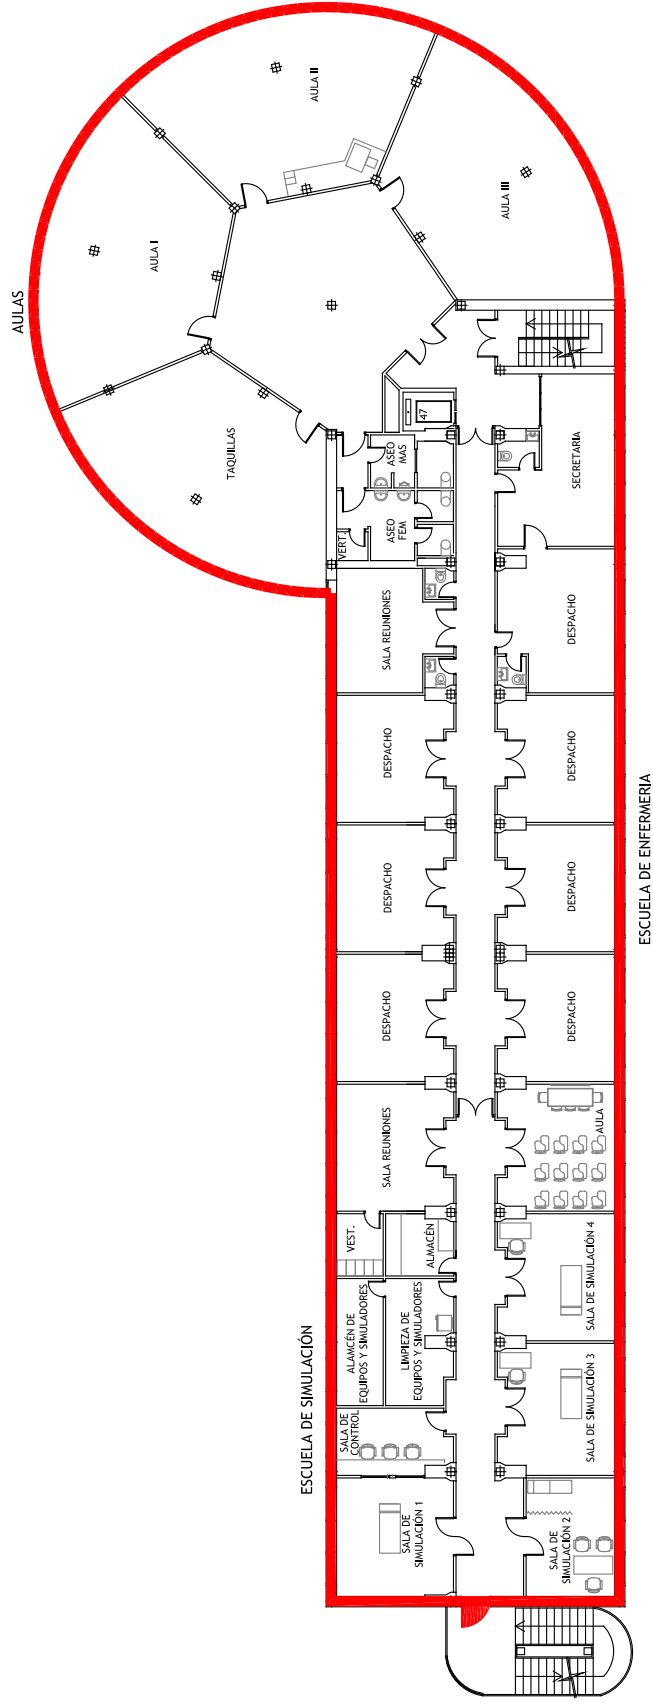 AULAS
AULA II
AULA I
AULA III
TAQUILLAS
47
ASEO
MAS
ASEO
FEM
VERT.
SECRETARIA
SALA REUNIONES
DESPACHO
DESPACHO
DESPACHO
DESPACHO
DESPACHO
DESPACHO
DESPACHO
ESCUELA DE ENFERMERIA
SALA REUNIONES
AULA
VEST.
ALMACÉN
ALAMCÉN DE
EQUIPOS Y SIMULADORES
LIMPIEZA DE
EQUIPOS Y SIMULADORES
SALA DE SIMULACIÓN 4
ESCUELA DE SIMULACIÓN
SALA DE
CONTROL
SALA DE SIMULACIÓN 3
SALA DE
SIMULACIÓN 1
SALA DE
SIMULACIÓN 2